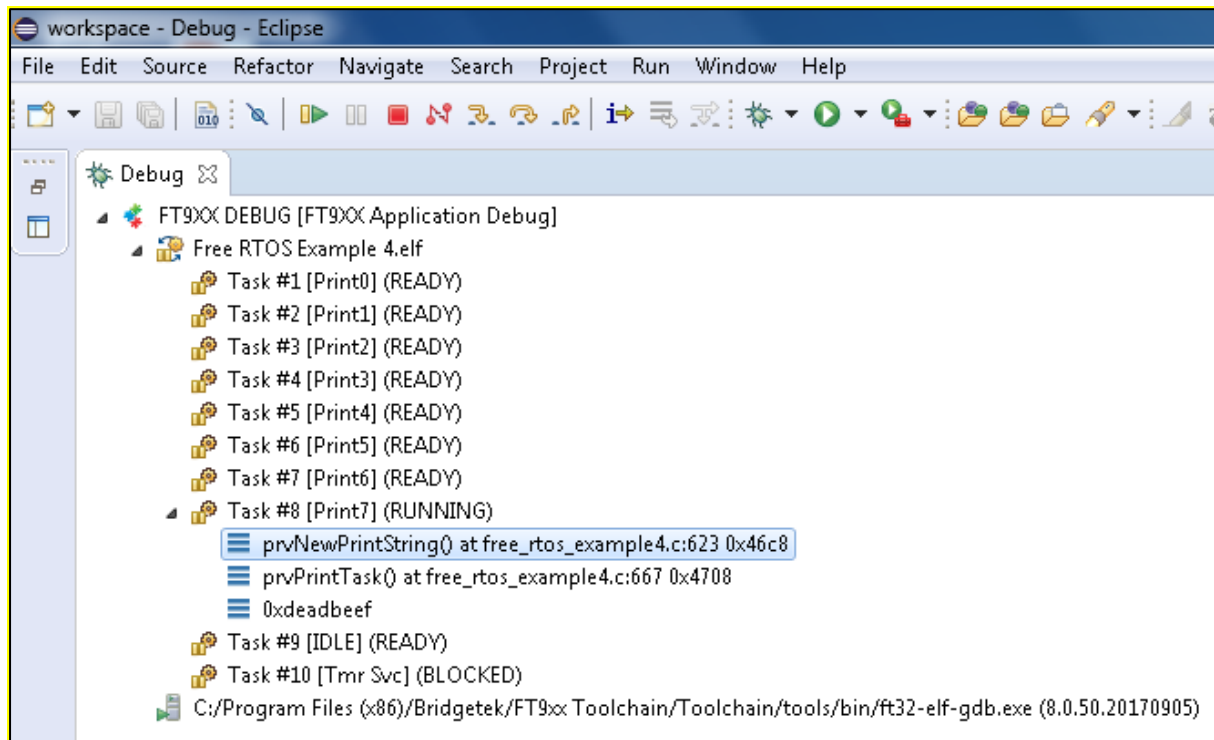 workspace - Debug - Eclipse
File Edit Source Refactor Navigate Search Project Run Window Help
010
Debug
FT9XX DEBUG [FT9XX Application Debug]
Free RTOS Example 4.elf
Task #1 [Print0] (READY)
Task #2 [Print1] (READY)
Task #3 [Print2] (READY)
Task #4 [Print3] (READY)
Task #5 [Print4] (READY)
Task #6 [Print5] (READY)
Task #7 [Print6] (READY)
Task #8 [Print7] (RUNNING)
prvNewPrintString() at free_rtos_example4.c:623 0x46c8
prvPrintTask() at free_rtos_example4.c:667 0x4708
0xdeadbeef
Task #9 [IDLE] (READY)
Task #10 [Tmr Svc] (BLOCKED)
C:/Program Files (x86)/Bridgetek/FT9xx Toolchain/Toolchain/tools/bin/ft32-elf-gdb.exe (8.0.50.20170905)